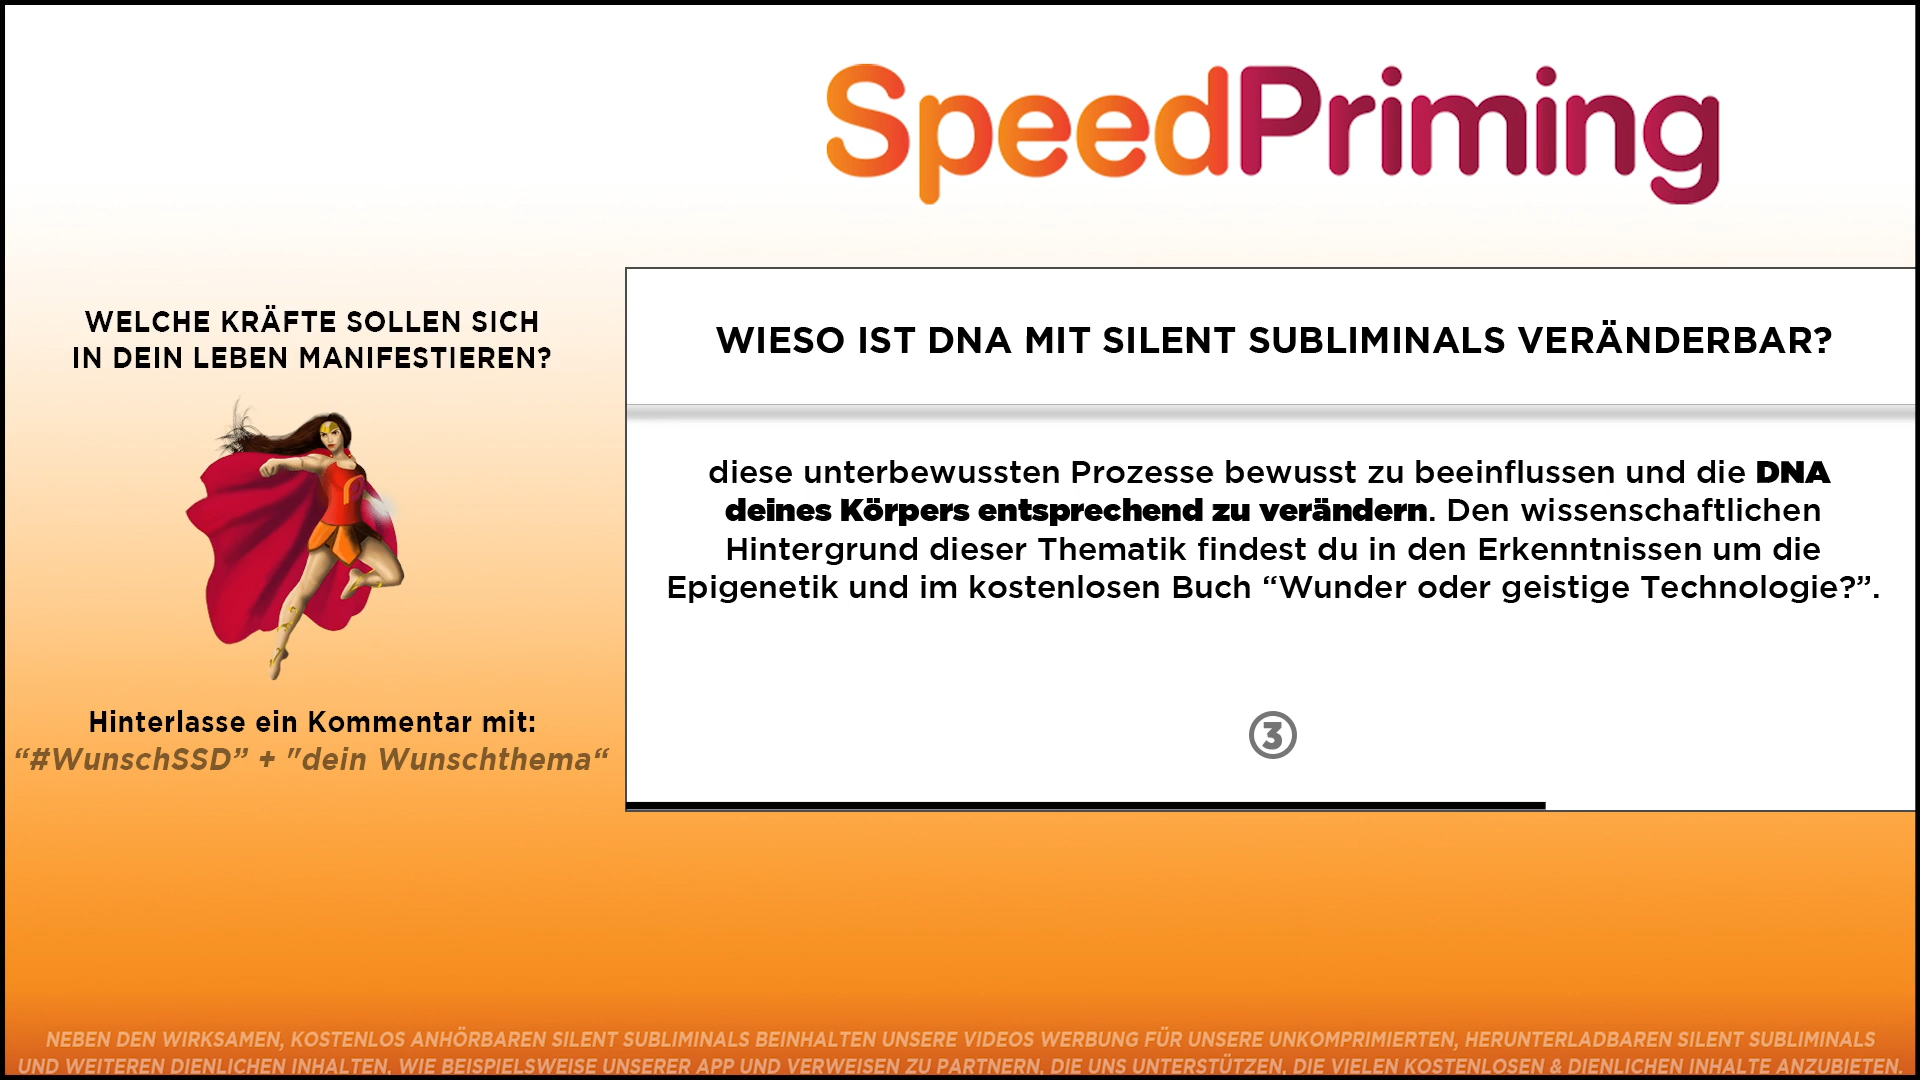 SpeedPriming
WELCHE KRÄFTE SOLLEN SICH
IN DEIN LEBEN MANIFESTIEREN?
Hinterlasse ein Kommentar mit:
“#WunschSSD” + "dein Wunschthema“
WIESO IST DNA MIT SILENT SUBLIMINALS VERÄNDERBAR?
diese unterbewussten Prozesse bewusst zu beeinflussen und die DNA
deines Körpers entsprechend zu verändern. Den wissenschaftlichen
Hintergrund dieser Thematik findest du in den Erkenntnissen um die
Epigenetik und im kostenlosen Buch “Wunder oder geistige Technologie?”.
3
NEBEN DEN WIRKSAMEN, KOSTENLOS ANHÖRBAREN SILENT SUBLIMINALS BEINHALTEN UNSERE VIDEOS WERBUNG FÜR UNSERE UNKOMPRIMIERTEN, HERUNTERLADBAREN SILENT SUBLIMINALS
UND WEITEREN DIENLICHEN INHALTEN, WIE BEISPIELSWEISE UNSERER APP UND VERWEISEN ZU PARTNERN, DIE UNS UNTERSTÜTZEN, DIE VIELEN KOSTENLOSEN & DIENLICHEN INHALTE ANZUBIETEN.